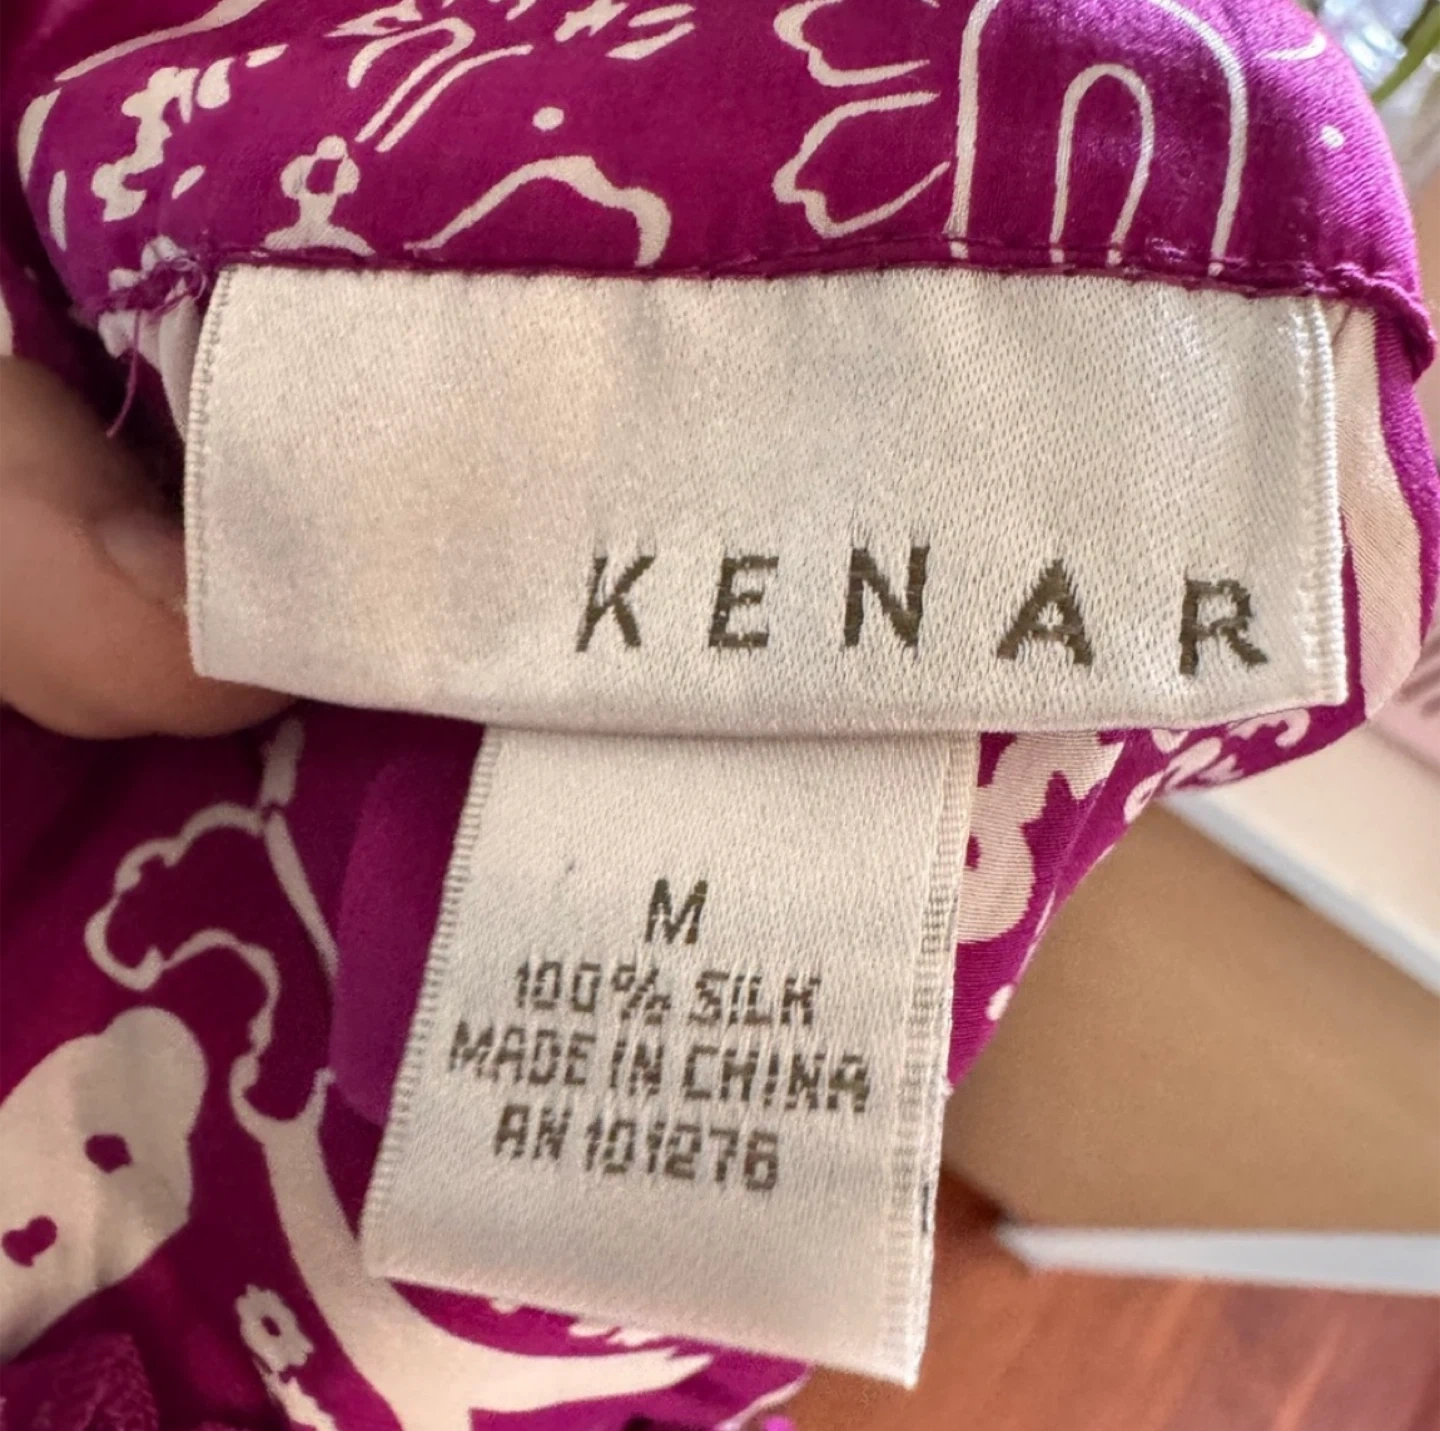 KENAR
M
100% SILK
MADE IN CHINA
RN 101276